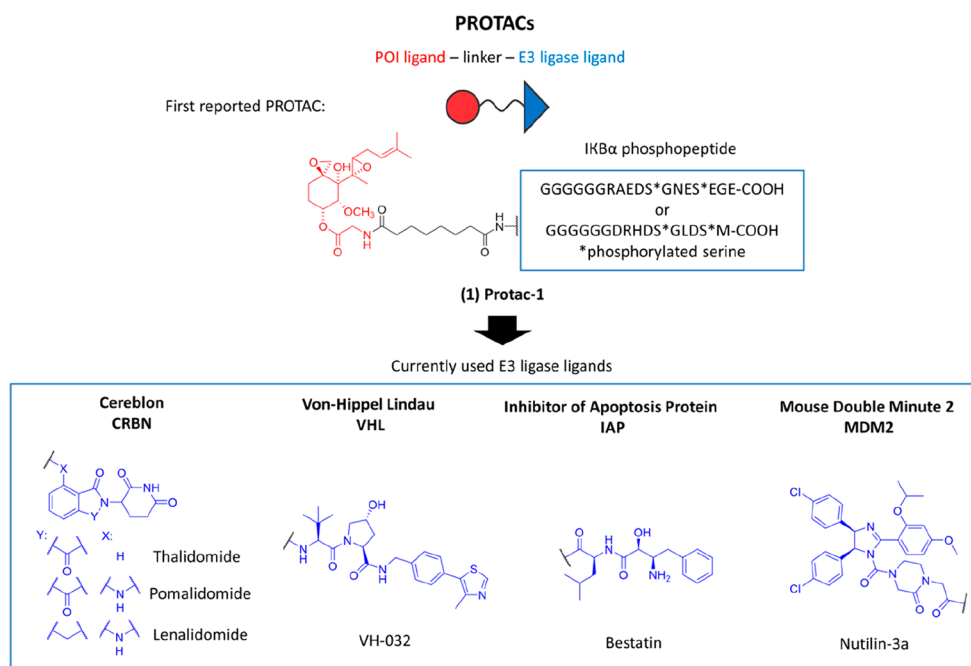 PROTACs
POI ligand – linker – E3 ligase ligand
First reported PROTAC:
IKBα phosphopeptide
GGGGGGRAEDS*GNES*EGE-COOH
or
GGGGGGDRHDS*GLDS*M-COOH
*phosphorylated serine
O
OH
O
OCH3
O
O
N
H
O
O
H
N
(1) Protac-1
Currently used E3 ligase ligands
Cereblon
CRBN
Von-Hippel Lindau
VHL
Inhibitor of Apoptosis Protein
IAP
Mouse Double Minute 2
MDM2
X
O
O
NH
N
O
Y
Y:
X:
O
H
Thalidomide
O
N
H
Pomalidomide
N
H
Lenalidomide
OH
N
H
O
N
O
NH
S
N
VH-032
O
H
N
OH
O
NH2
Bestatin
Cl
N
O
O
N
Cl
O
N
N
O
O
Nutilin-3a